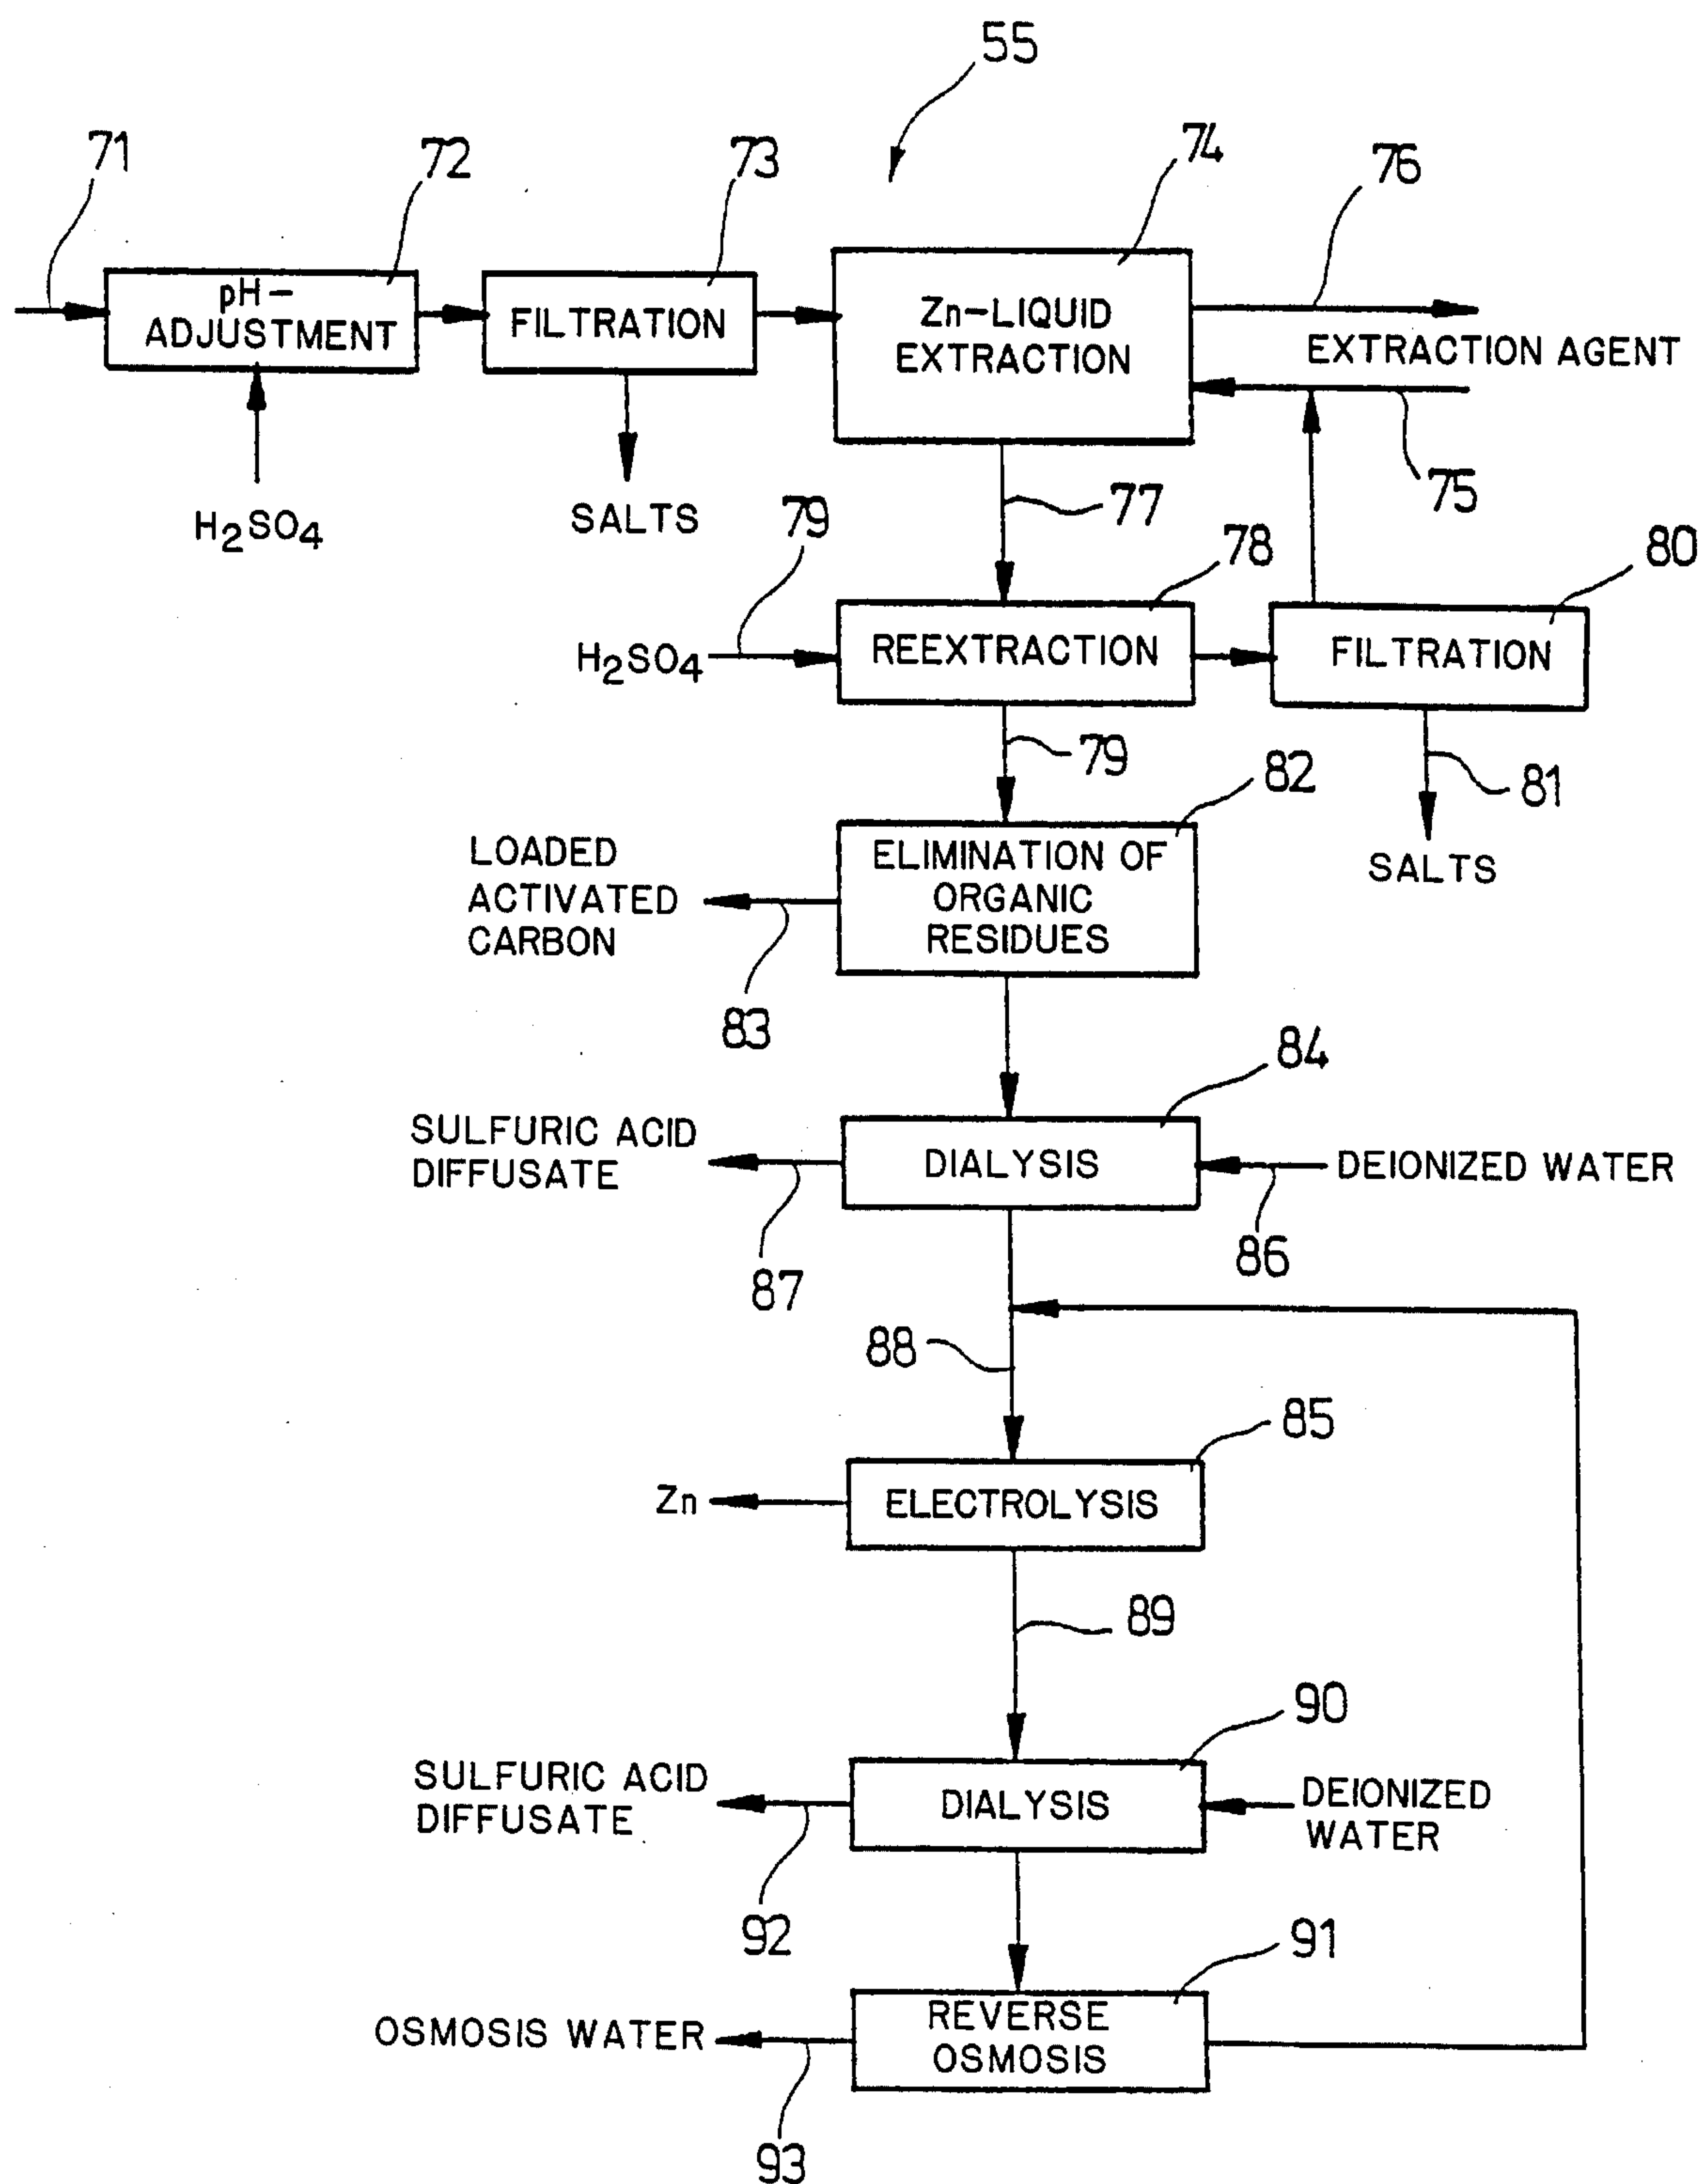 55
71
72
73
74
76
pH-
ADJUSTMENT
FILTRATION
Zn-LIQUID
EXTRACTION
EXTRACTION AGENT
H2SO4
SALTS
77
75
79
78
80
H2SO4
REEXTRACTION
FILTRATION
79
82
81
SALTS
LOADED
ACTIVATED
CARBON
ELIMINATION OF
ORGANIC
RESIDUES
83
84
SULFURIC ACID
DIFFUSATE
DIALYSIS
DEIONIZED WATER
87
86
88
85
Zn
ELECTROLYSIS
89
90
SULFURIC ACID
DIFFUSATE
DIALYSIS
DEIONIZED
WATER
92
91
OSMOSIS WATER
REVERSE
OSMOSIS
93